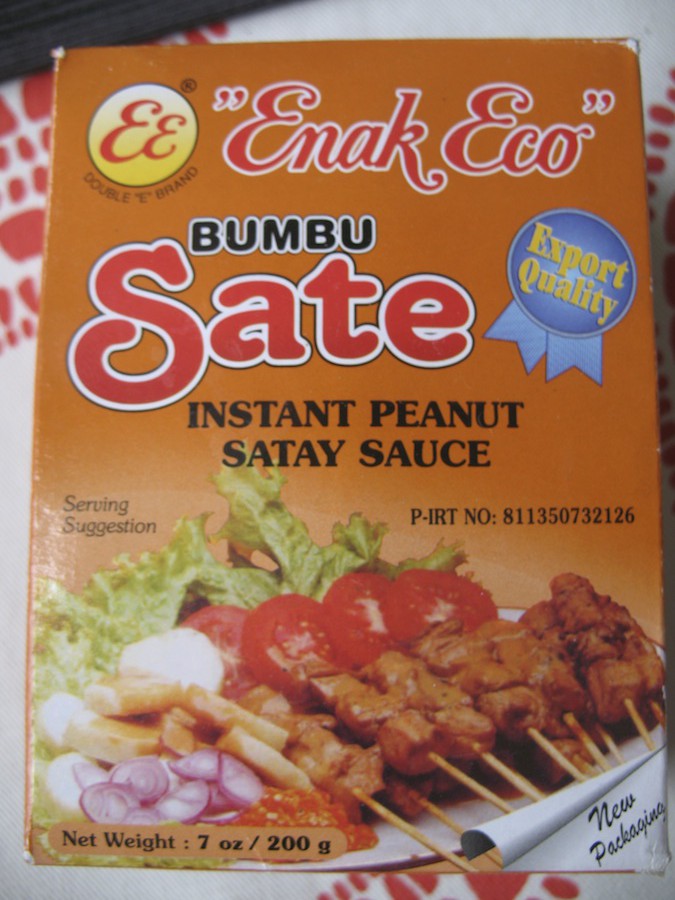 EE
®
DOUBLE "E" BRAND
"Enak Eco"
BUMBU
Sate
Export
Quality
INSTANT PEANUT
SATAY SAUCE
Serving
Suggestion
P-IRT NO: 811350732126
Net Weight : 7 oz / 200 g
New
Packaging